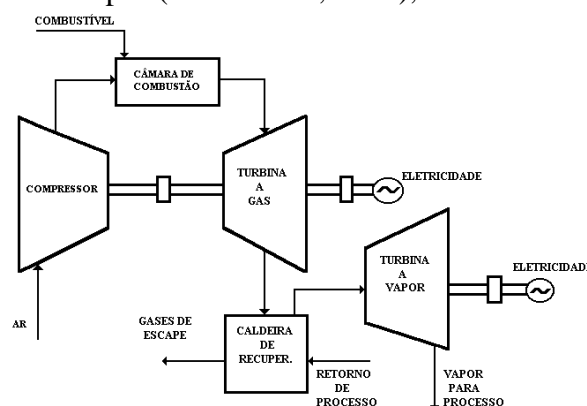 COMBUSTÍVEL
CÂMARA DE
COMBUSTÃO
COMPRESSOR
TURBINA
A
GAS
ELETRICIDADE
TURBINA
A
VAPOR
ELETRICIDADE
AR
GASES DE
ESCAPE
CALDEIRA
DE
RECUPER.
RETORNO
DE
PROCESSO
VAPOR
PARA
PROCESSO